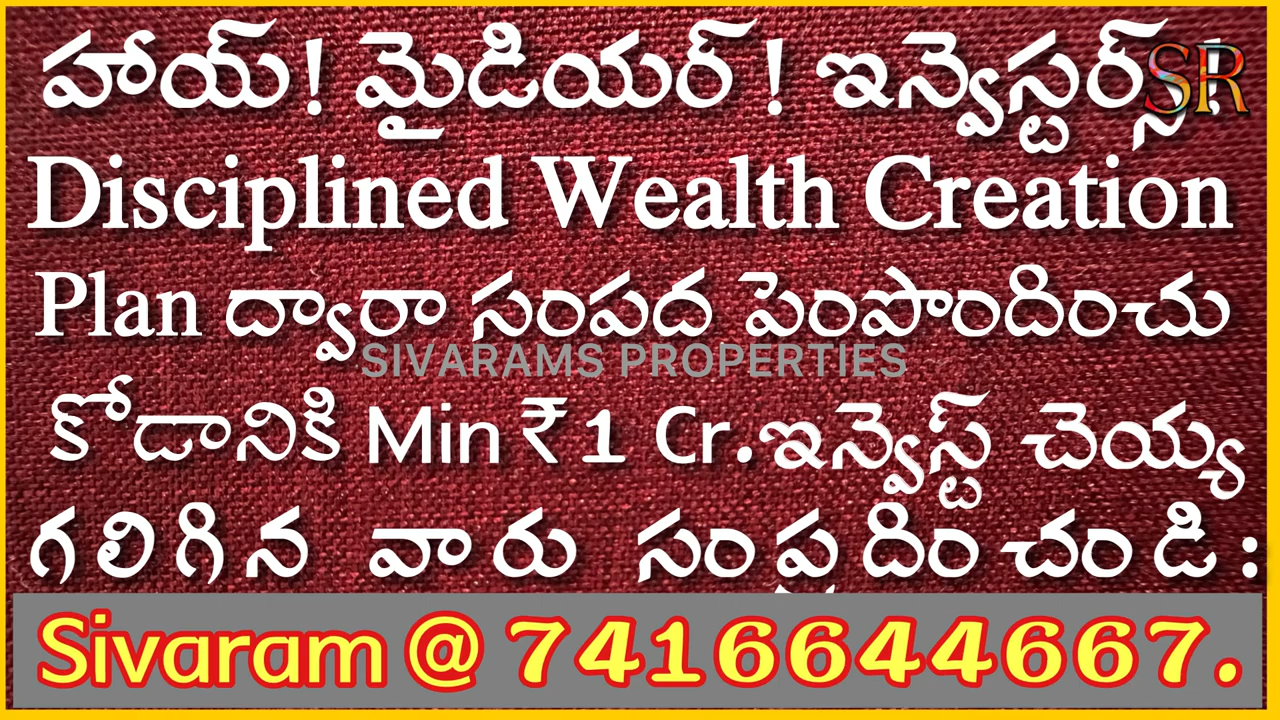 హాయ్! మైడియర్ ! ఇన్వెస్టర్స్!
SR
Disciplined Wealth Creation
Plan ద్వారా సంపద పెంపొందించు
SIVARAMS PROPERTIES
కోడానికి Min ₹ 1 Cr.ఇన్వెస్ట్ చెయ్య
గలిగిన వారు సంప్రదించండి:
Sivaram @ 7416644667.